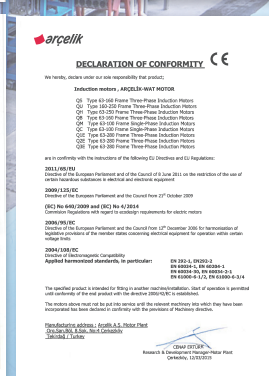 arçelik
DECLARATION OF CONFORMITY CE
We hereby, declare under our sole responsibility that product;
Induction motors , ARÇELİK-WAT MOTOR
QS Type 63-160 Frame Three-Phase Induction Motors
QU Type 160-250 Frame Three-Phase Induction Motors
QH Type 63-250 Frame Three-Phase Induction Motors
QB Type 63-180 Frame Three-Phase Induction Motors
QM Type 63-100 Frame Single-Phase Induction Motors
QC Type 63-100 Frame Single-Phase Induction Motors
Q1E Type 63-280 Frame Three-Phase Induction Motors
Q2E Type 63-280 Frame Three-Phase Induction Motors
Q3E Type 63-280 Frame Three-Phase Induction Motors
are in conformity with the instructions of the following EU Directives and EU Regulations:
2011/65/EU
Directive of the European Parliament and of the Council of 8 June 2011 on the restriction of the use of
certain hazardous substances in electrical and electronic equipment
2009/125/EC
Directive of the European Parliament and the Council from 21st October 2009
(EC) No 640/2009 and (EC) No 4/2014
Commission Regulations with regard to ecodesign requirements for electric motors
2006/95/EC
Directive of the European Parliament and the Council from 12th December 2006 for harmonisation of
legislative provisions of the member states concerning electrical equipment for operation within certain
voltage limits
2004/108/EC
Directive of Electromagnetic Compatibility
Applied harmonized standards, in particular: EN 292-1, EN292-2
EN 60034-1, EN 60204-1
EN 60034-30, EN 60034-2-1
EN 61000-6-1/2, EN 61000-6-3/4
The specified product is intended for fitting in another machine/installation. Start of operation is permitted
until conformity of the end product with the directive 2006/42/EC is established.
The motors above must not be put into service until the relevant machinery into which they have been
incorporated has been declared in conformity with the provisions of Machinery directive.
Manufacturing address : Arçelik A.Ş. Motor Plant
Org.San.Böl. 8.Sok. No:4 Çerkezköy
Tekirdağ / Turkey
CENAP ERTÜRK
Research & Development Manager-Motor Plant
Çerkezköy, 12/03/2015